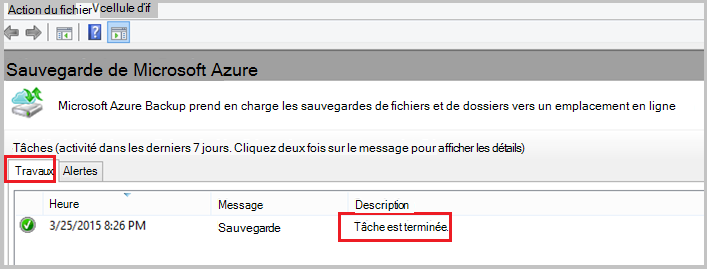 Action du fichier Vcellule d'if
Sauvegarde de Microsoft Azure
Microsoft Azure Backup prend en charge les sauvegardes de fichiers et de dossiers vers un emplacement en ligne
Tâches (activité dans les derniers 7 jours. Cliquez deux fois sur le message pour afficher les détails)
Travaux Alertes
Heure Message Description
3/25/2015 8:26 PM Sauvegarde Tâche est terminée.